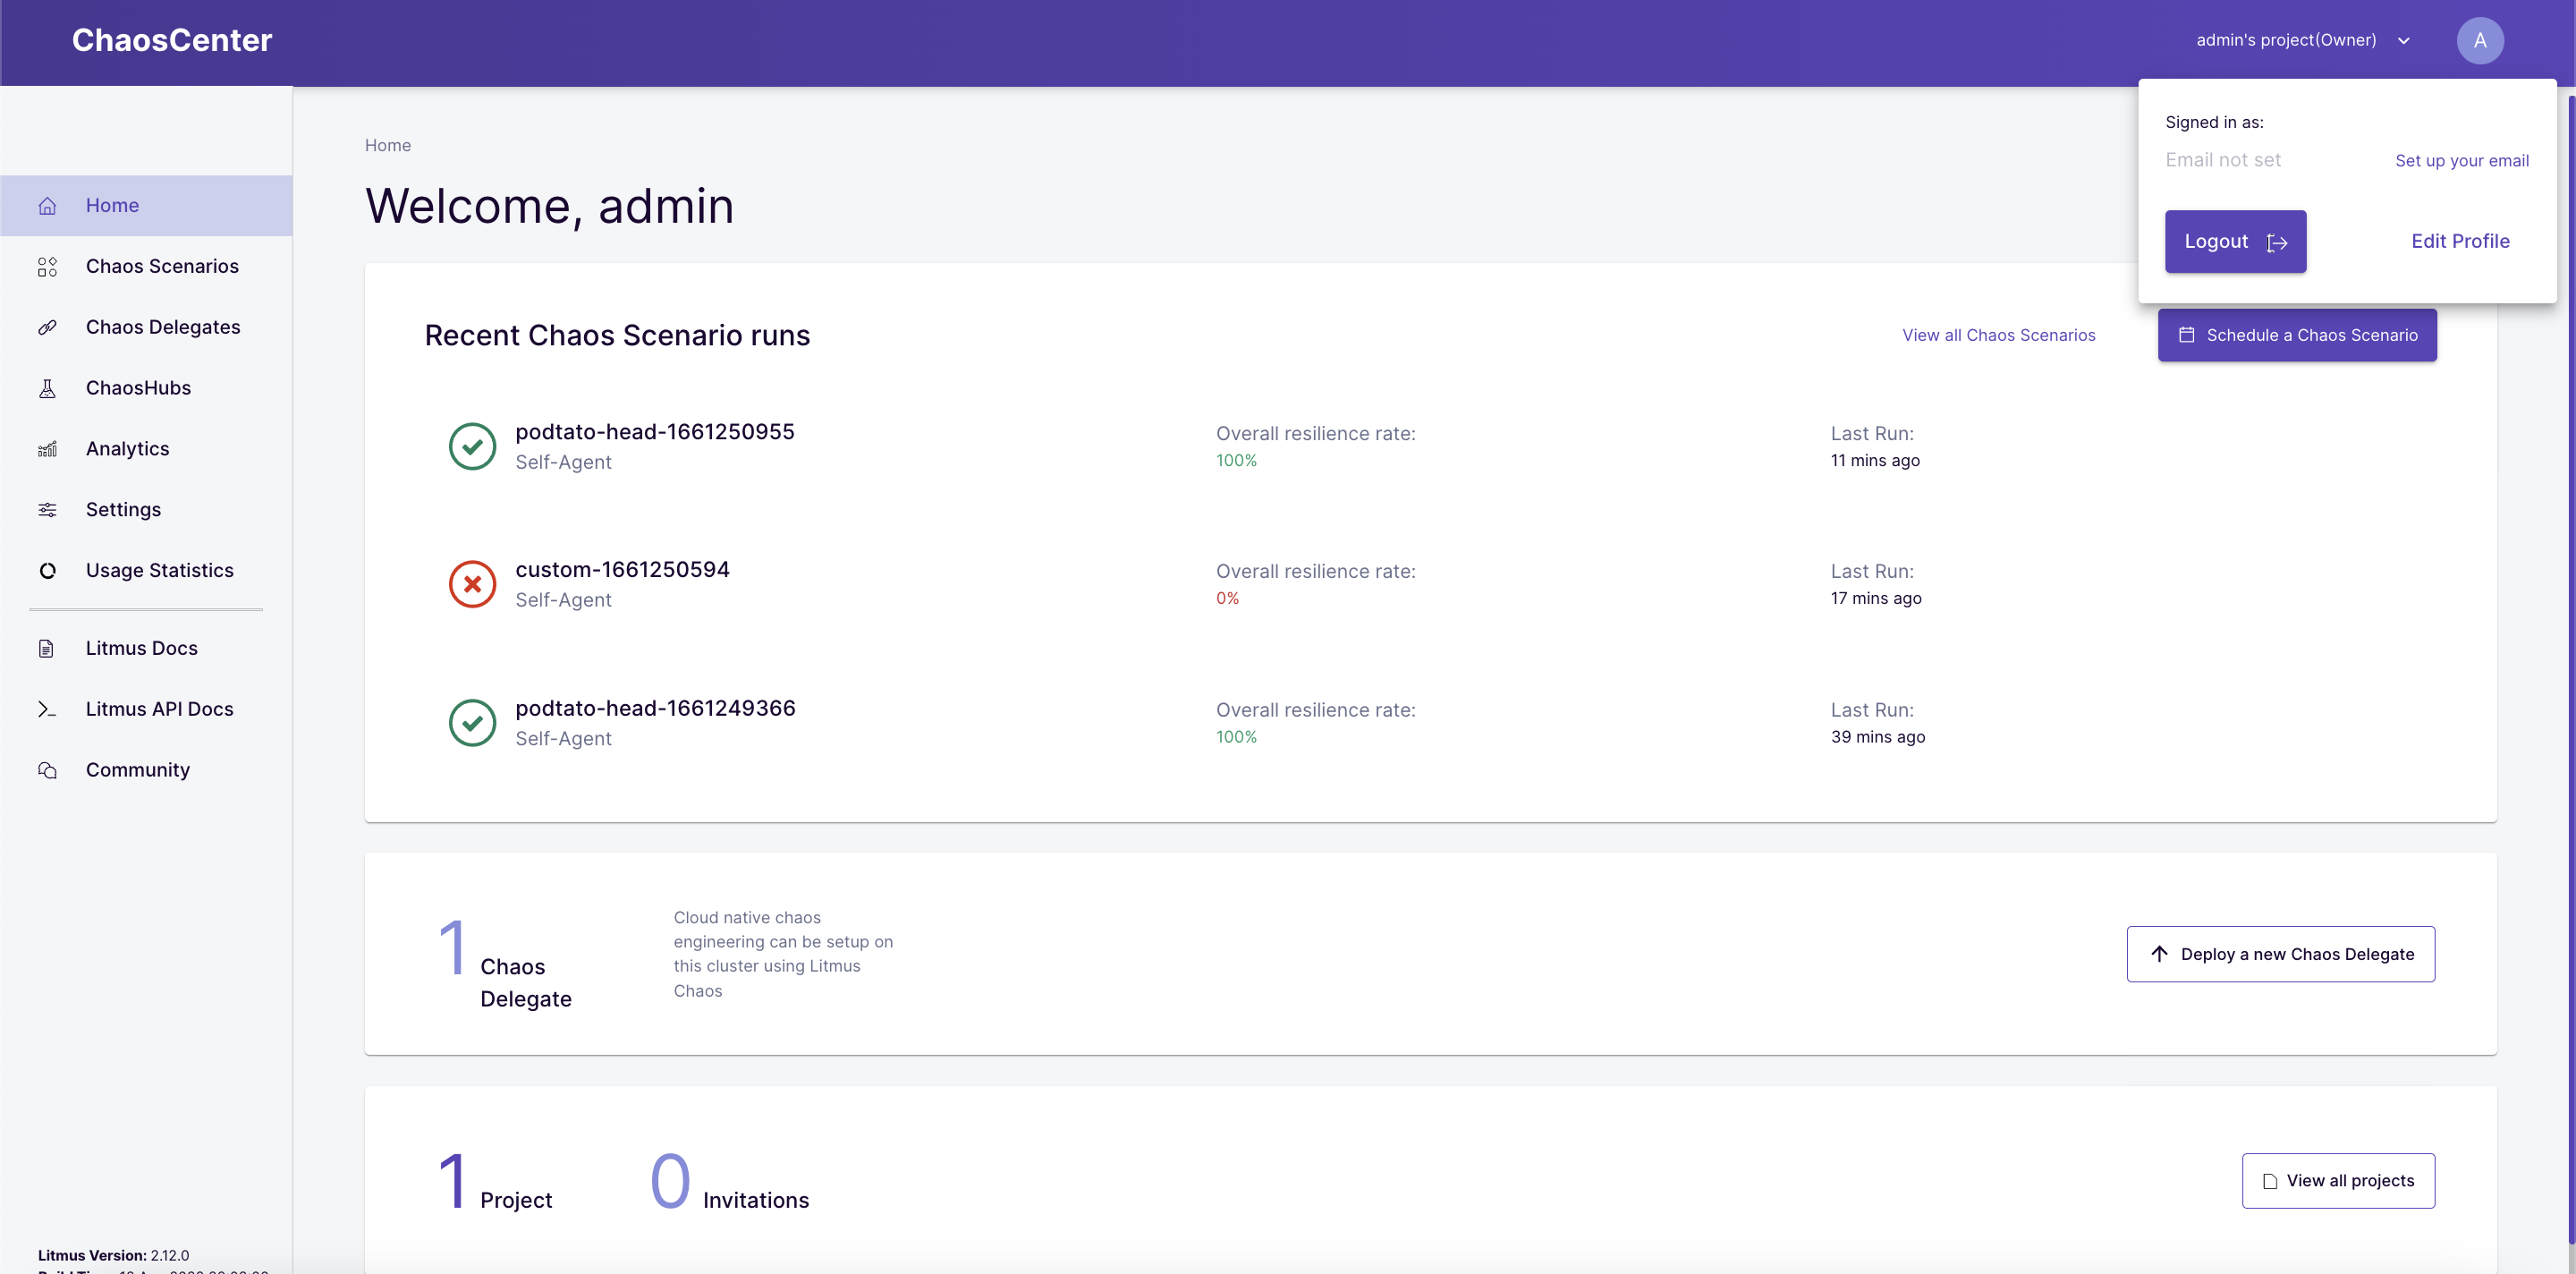 ChaosCenter
admin's project(Owner)
A
Signed in as:
Email not set
Set up your email
Logout
Edit Profile
Home
Chaos Scenarios
Chaos Delegates
ChaosHubs
Analytics
Settings
Usage Statistics
Litmus Docs
Litmus API Docs
Community
Litmus Version: 2.12.0
Home
Welcome, admin
Recent Chaos Scenario runs
View all Chaos Scenarios
Schedule a Chaos Scenario
podtato-head-1661250955
Self-Agent
Overall resilience rate:
100%
Last Run:
11 mins ago
custom-1661250594
Self-Agent
Overall resilience rate:
0%
Last Run:
17 mins ago
podtato-head-1661249366
Self-Agent
Overall resilience rate:
100%
Last Run:
39 mins ago
1 Chaos
Delegate
Cloud native chaos
engineering can be setup on
this cluster using Litmus
Chaos
Deploy a new Chaos Delegate
1 Project
0 Invitations
View all projects